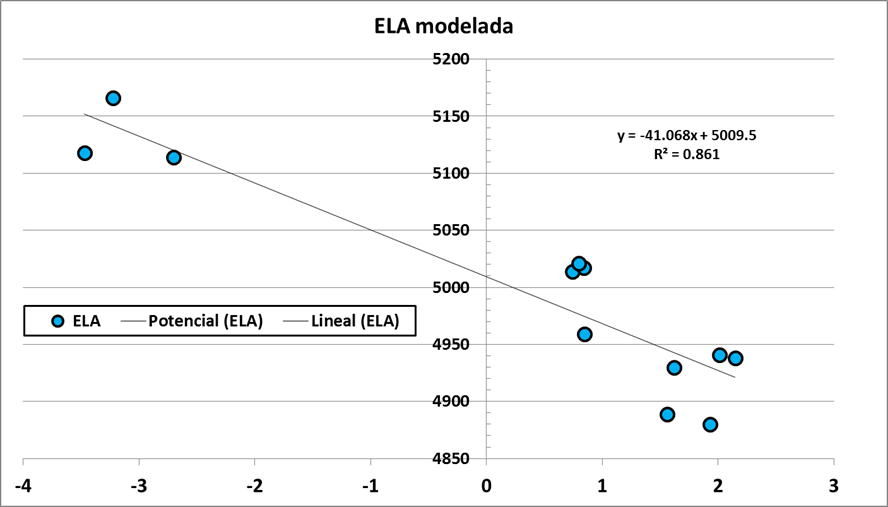 ELA modelada
5200
5150
5100
5050
5000
4950
4900
4850
y = -41.068x + 5009.5
R² = 0.861
ELA Potencial (ELA) Lineal (ELA)
-4 -3 -2 -1 0 1 2 3